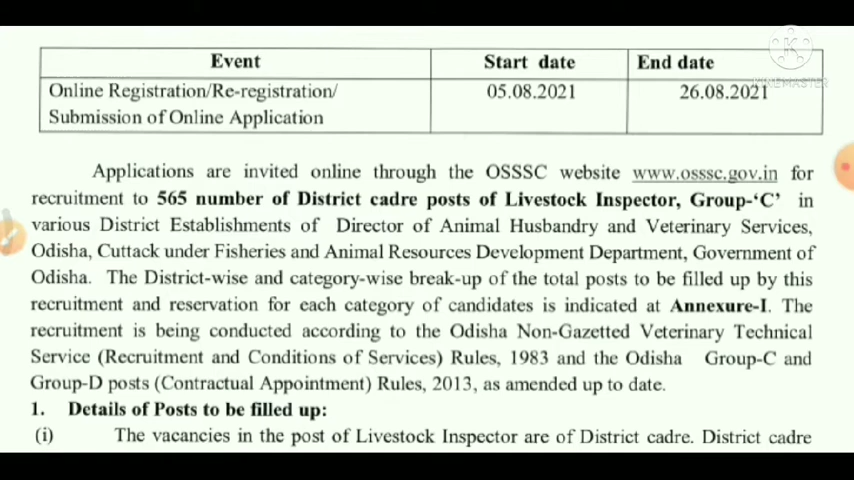 Event Start date End date
Online Registration/Re-registration/ 05.08.2021 26.08.2021
Submission of Online Application
KINEMASTER
Applications are invited online through the OSSSC website www.osssc.gov.in for
recruitment to 565 number of District cadre posts of Livestock Inspector, Group-‘C’ in
various District Establishments of Director of Animal Husbandry and Veterinary Services,
Odisha, Cuttack under Fisheries and Animal Resources Development Department, Government of
Odisha. The District-wise and category-wise break-up of the total posts to be filled up by this
recruitment and reservation for each category of candidates is indicated at Annexure-I. The
recruitment is being conducted according to the Odisha Non-Gazetted Veterinary Technical
Service (Recruitment and Conditions of Services) Rules, 1983 and the Odisha Group-C and
Group-D posts (Contractual Appointment) Rules, 2013, as amended up to date.
1. Details of Posts to be filled up:
(i) The vacancies in the post of Livestock Inspector are of District cadre. District cadre